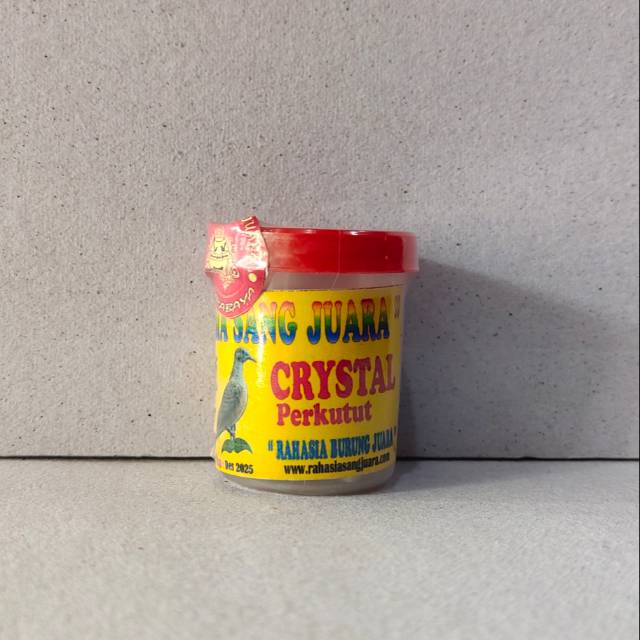 SANG JUARA "
CRYSTAL
Perkutut
" RAHASIA BURUNG JUARA "
Des 2025 www.rahasiasangjuara.com